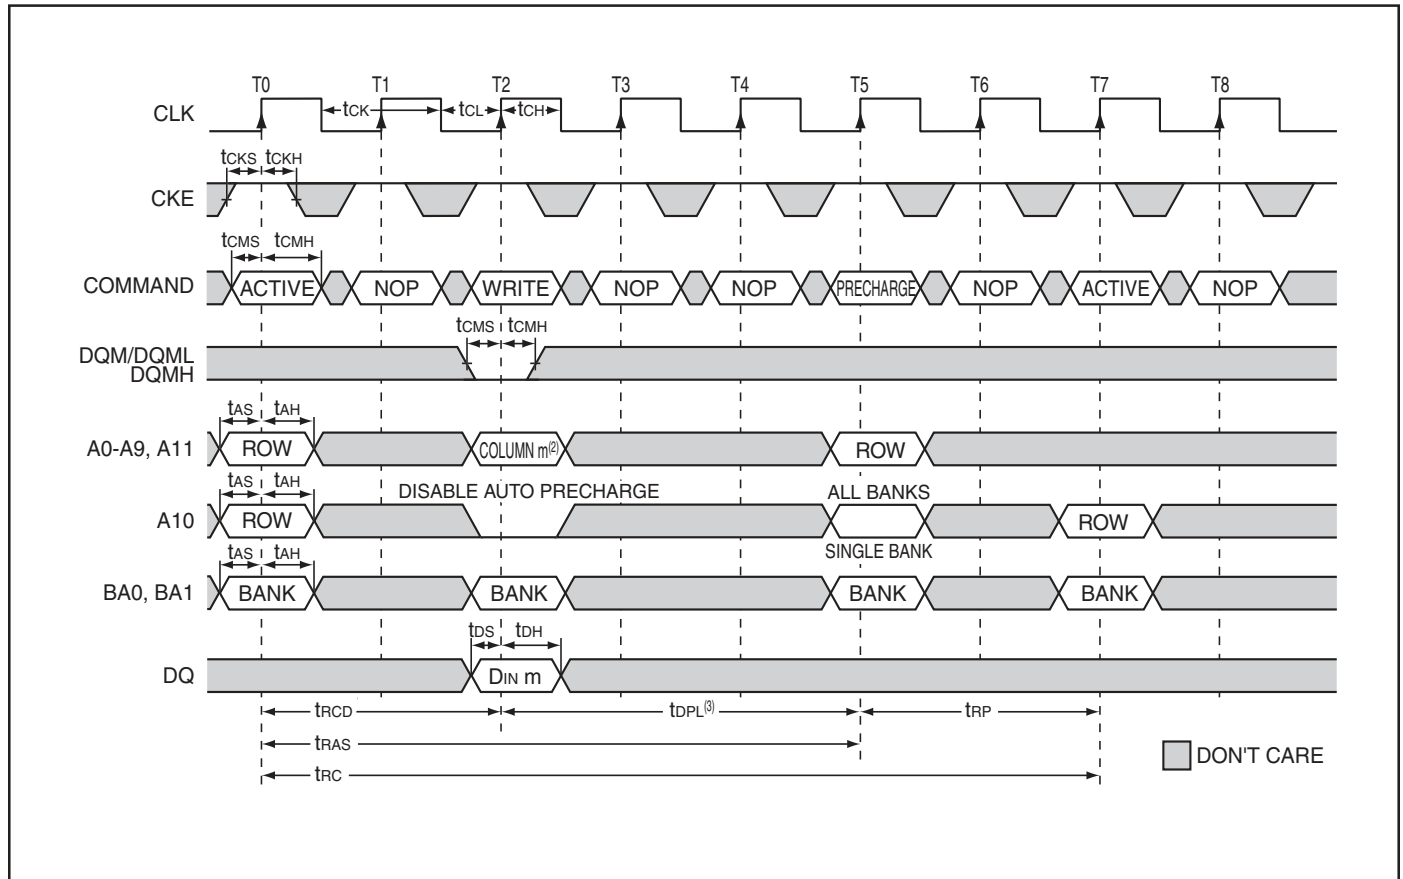 T0 T1 T2 T3 T4 T5 T6 T7 T8
CLK tCK tCL tCH
tCKS tCKH
CKE
tCMS tCMH
COMMAND ACTIVE NOP WRITE NOP NOP PRECHARGE NOP ACTIVE NOP
tCMS tCMH
DQM/DQML
DQMH
tAS tAH
A0-A9, A11 ROW COLUMN m(2) ROW
tAS tAH DISABLE AUTO PRECHARGE ALL BANKS
A10 ROW ROW
tAS tAH SINGLE BANK
BA0, BA1 BANK BANK BANK BANK
tDS tDH
DQ DIN m
tRCD tDPL(3) tRP
tRAS
DON'T CARE
tRC